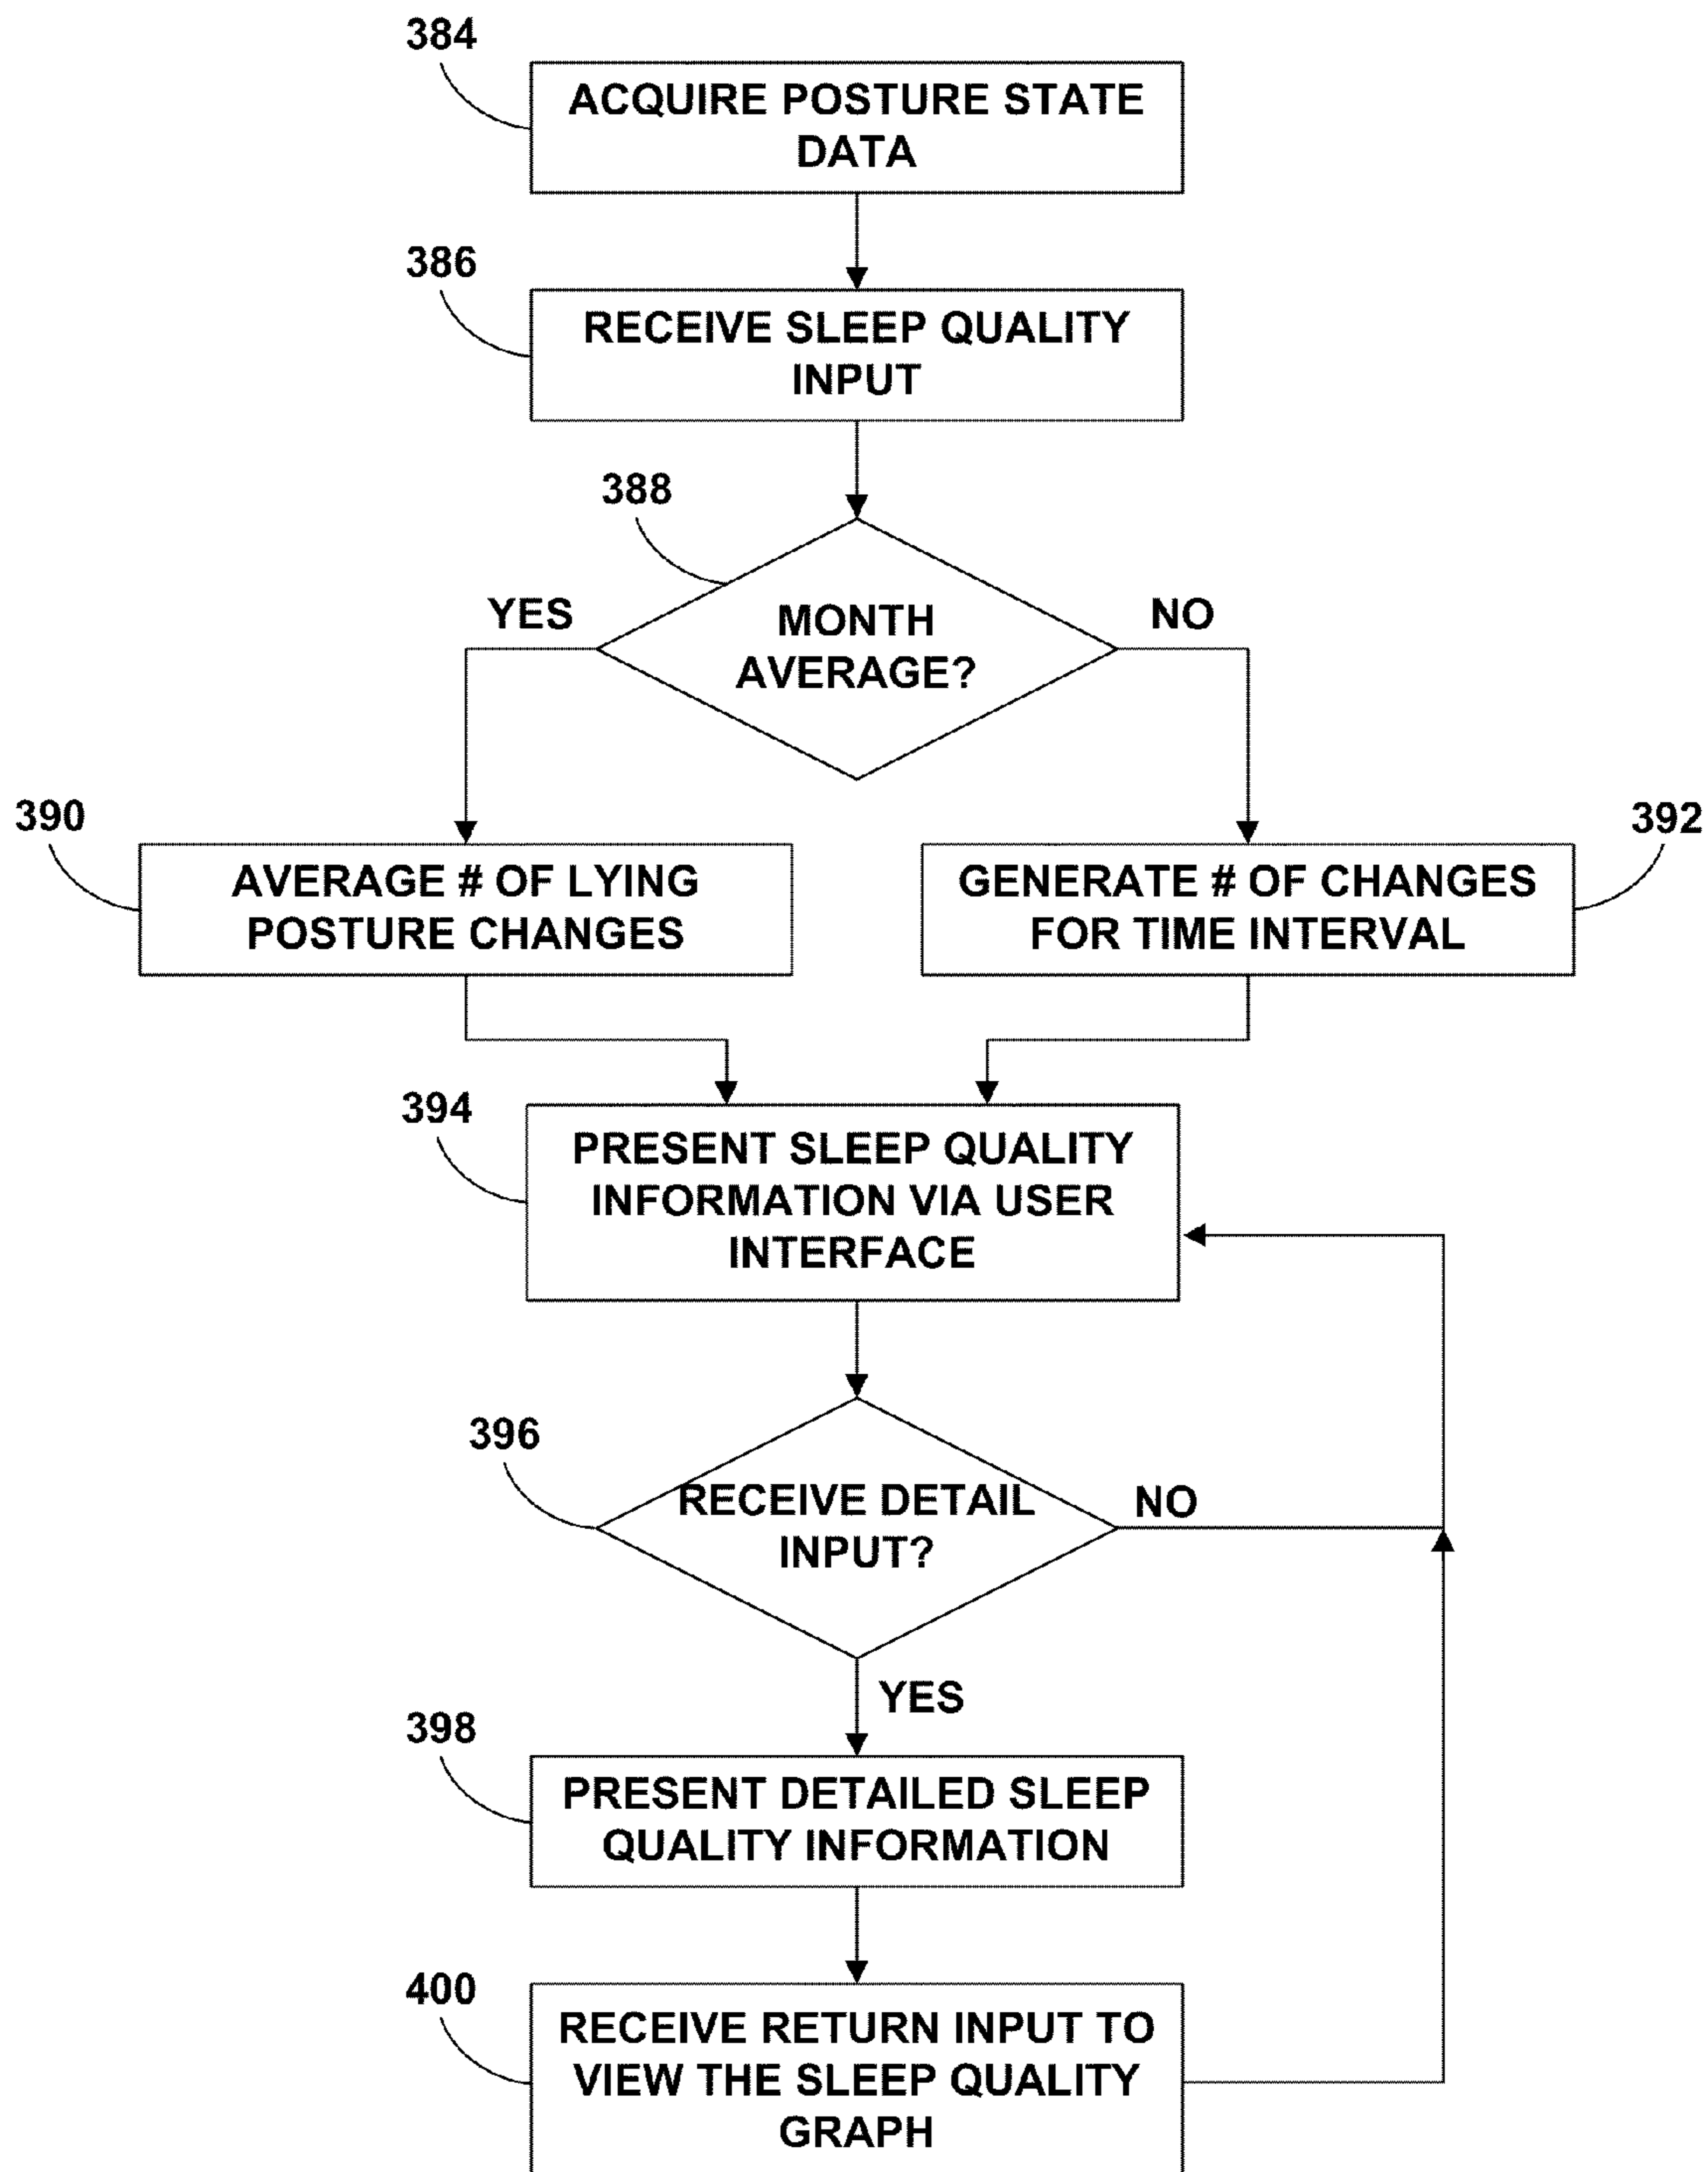 384
ACQUIRE POSTURE STATE
DATA
386
RECEIVE SLEEP QUALITY
INPUT
388
YES
NO
MONTH
AVERAGE?
390
392
AVERAGE # OF LYING
POSTURE CHANGES
GENERATE # OF CHANGES
FOR TIME INTERVAL
394
PRESENT SLEEP QUALITY
INFORMATION VIA USER
INTERFACE
396
RECEIVE DETAIL
INPUT?
NO
YES
398
PRESENT DETAILED SLEEP
QUALITY INFORMATION
400
RECEIVE RETURN INPUT TO
VIEW THE SLEEP QUALITY
GRAPH